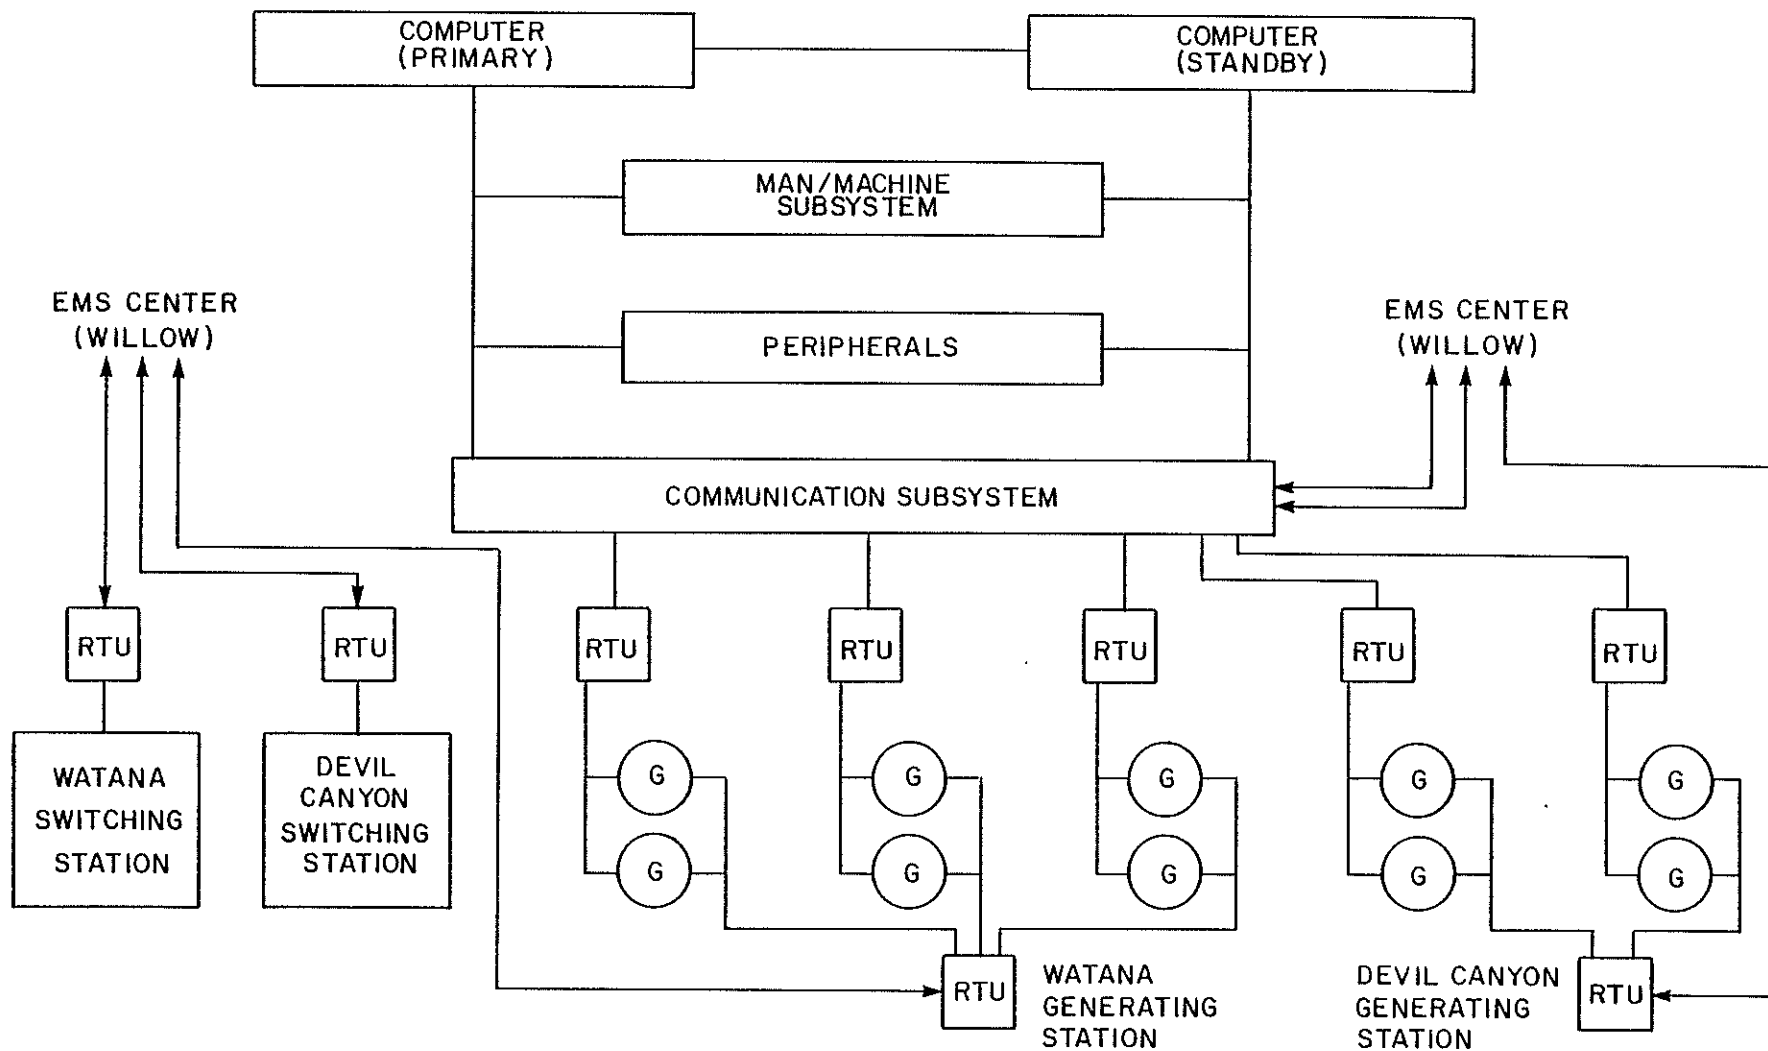 COMPUTER
(PRIMARY)
COMPUTER
(STANDBY)
MAN/MACHINE
SUBSYSTEM
EMS CENTER
(WILLOW)
PERIPHERALS
EMS CENTER
(WILLOW)
COMMUNICATION SUBSYSTEM
RTU
RTU
RTU
RTU
RTU
RTU
RTU
WATANA
SWITCHING
STATION
DEVIL
CANYON
SWITCHING
STATION
G
G
G
G
G
G
G
G
G
G
RTU
WATANA
GENERATING
STATION
DEVIL CANYON
GENERATING
STATION
RTU